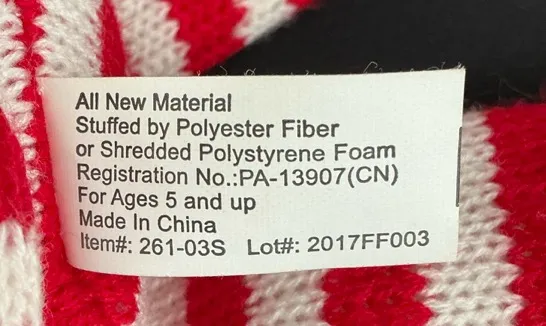 All New Material
Stuffed by Polyester Fiber
or Shredded Polystyrene Foam
Registration No.:PA-13907(CN)
For Ages 5 and up
Made In China
Item#: 261-03S   Lot#: 2017FF003